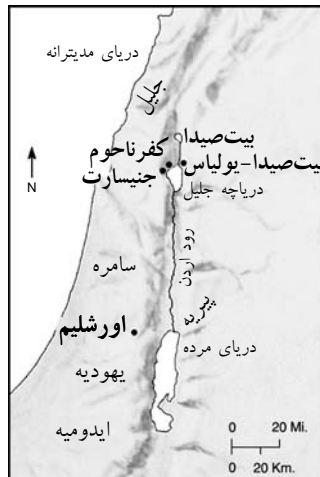 دریای مدیترانه
جلیل
بیت‌صیدا
کفرناحوم
بیت‌صیدا-یولیاس
جنیسارت
دریاچه جلیل
N
رود اردن
سامره
پیریه
اورشلیم
دریای مرده
یهودیه
ایدومیه
0 20 Mi.
0 20 Km.